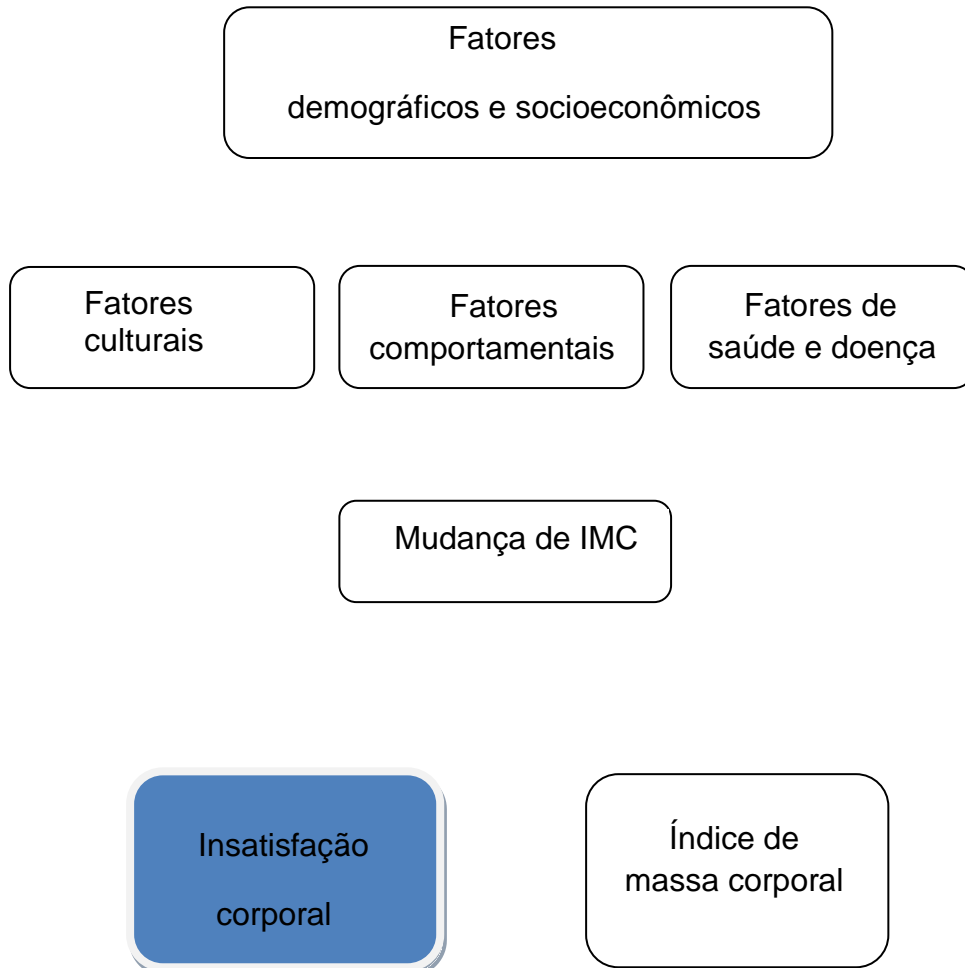 Fatores
demográficos e socioeconômicos
Fatores
culturais
Fatores
comportamentais
Fatores de
saúde e doença
Mudança de IMC
Insatisfação
corporal
Índice de
massa corporal